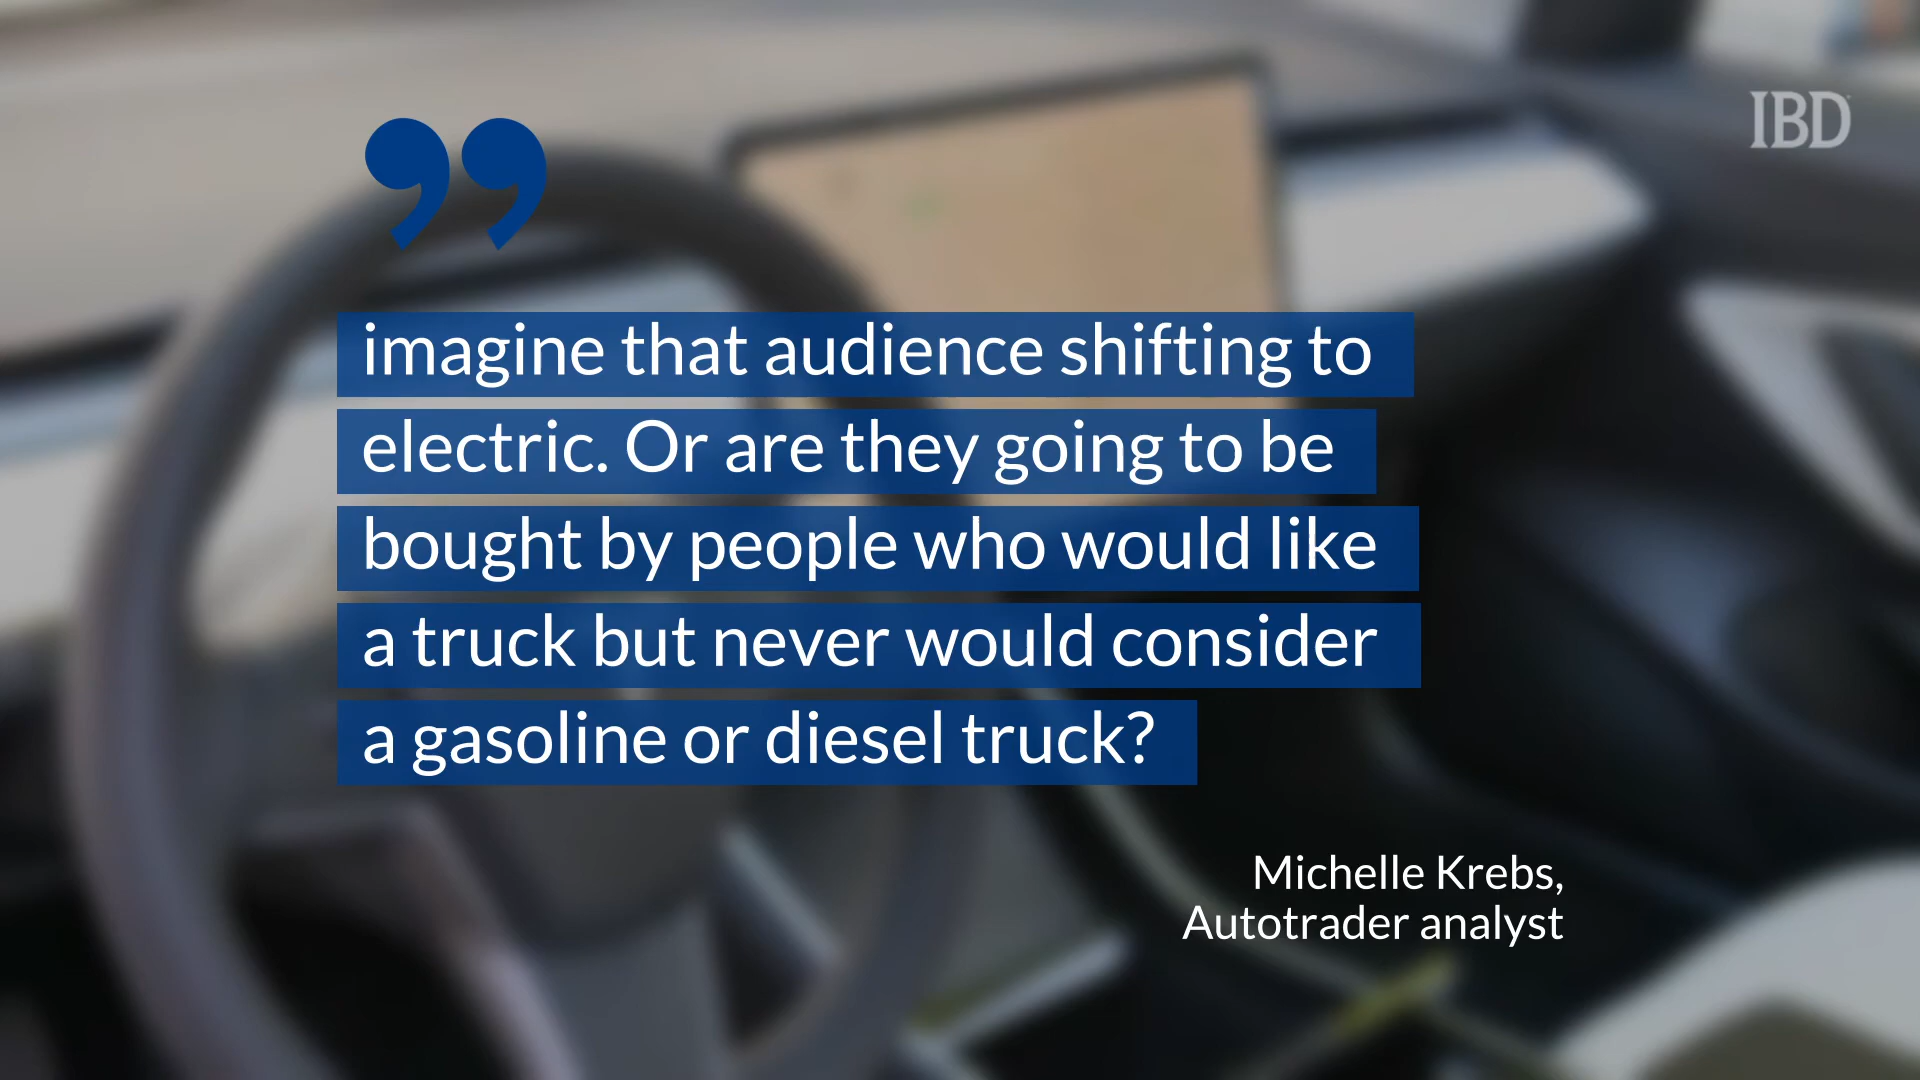 IBD
”
imagine that audience shifting to
electric. Or are they going to be
bought by people who would like
a truck but never would consider
a gasoline or diesel truck?
Michelle Krebs,
Autotrader analyst